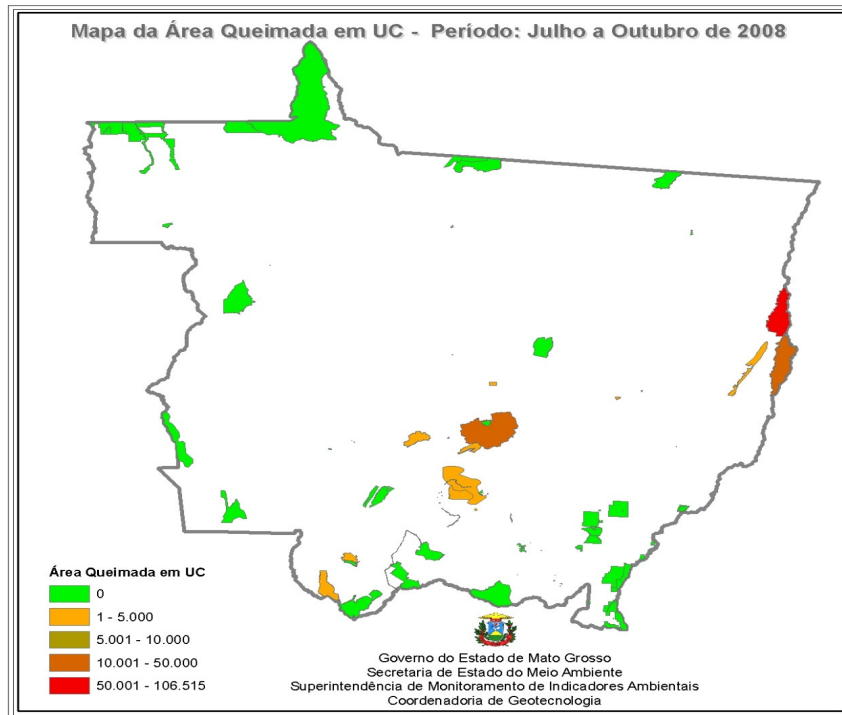 Mapa da Área Queimada em UC - Período: Julho a Outubro de 2008
Área Queimada em UC
0
1 - 5.000
5.001 - 10.000
10.001 - 50.000
50.001 - 106.515
Governo do Estado de Mato Grosso
Secretaria de Estado do Meio Ambiente
Superintendência de Monitoramento de Indicadores Ambientais
Coordenadoria de Geotecnologia